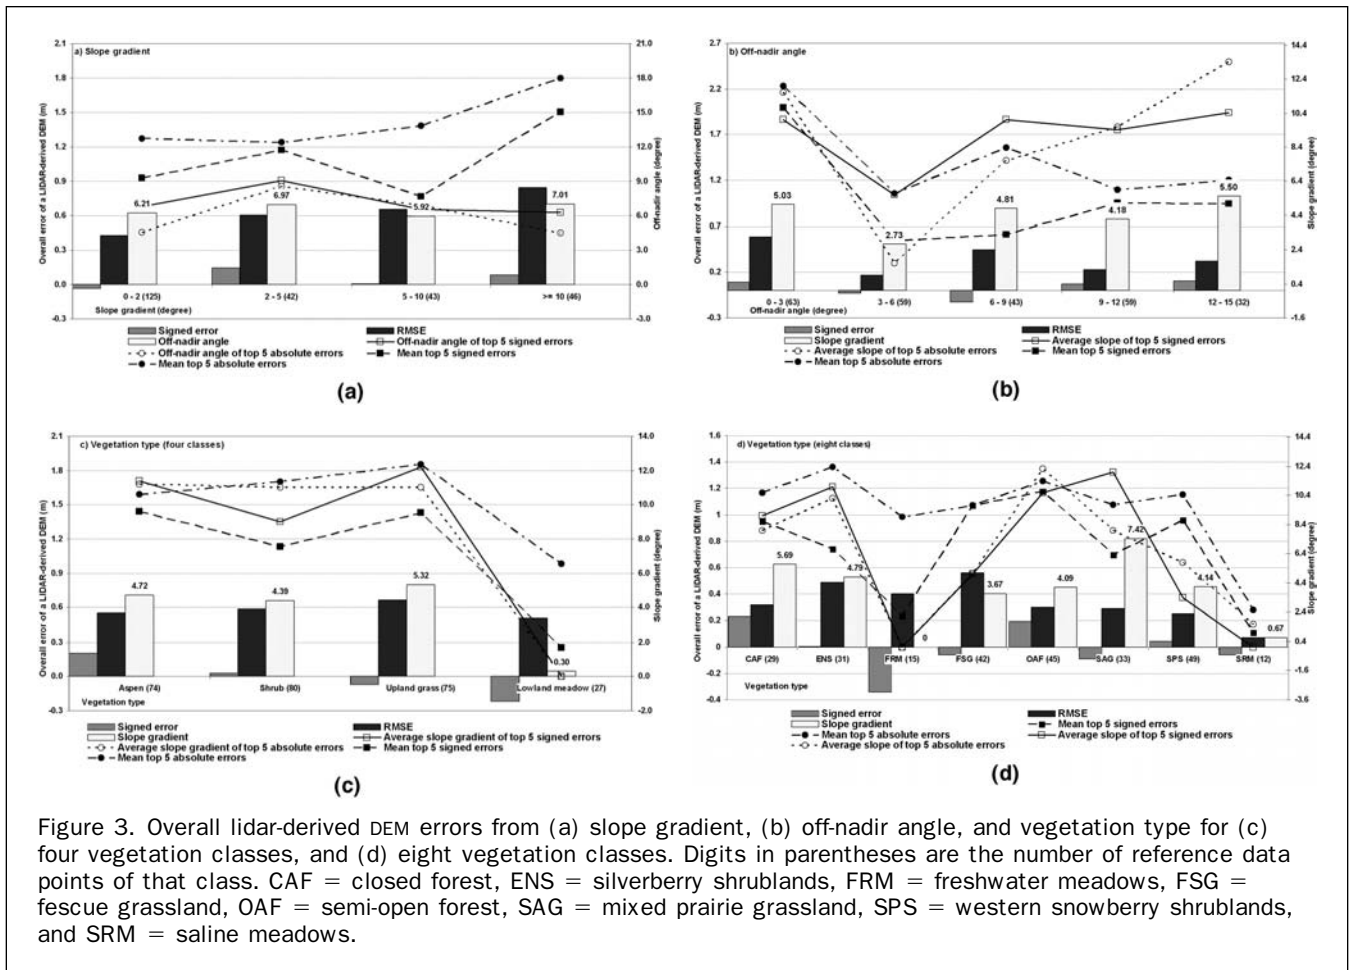 a) Slope gradient
Overall error of a LIDAR-derived DEM (m)
2.1
1.8
1.5
1.2
0.9
0.6
0.3
0.0
-0.3
21.0
18.0
15.0
12.0
9.0
6.0
3.0
0.0
-3.0
Off-nadir angle (degree)
6.21
6.97
5.92
7.01
0 - 2 (125)
2 - 5 (42)
5 - 10 (43)
>= 10 (46)
Slope gradient (degree)
Signed error
RMSE
Off-nadir angle
Off-nadir angle of top 5 signed errors
Off-nadir angle of top 5 absolute errors
Mean top 5 signed errors
Mean top 5 absolute errors
(a)
b) Off-nadir angle
Overall error of a LIDAR-derived DEM (m)
2.7
2.2
1.7
1.2
0.7
0.2
-0.3
14.4
12.4
10.4
8.4
6.4
4.4
2.4
0.4
-1.6
Slope gradient (degree)
5.03
2.73
4.81
4.18
5.50
0 - 3 (63)
3 - 6 (59)
6 - 9 (43)
9 - 12 (59)
12 - 15 (32)
Off-nadir angle (degree)
Signed error
RMSE
Slope gradient
Average slope of top 5 signed errors
Average slope of top 5 absolute errors
Mean top 5 signed errors
Mean top 5 absolute errors
(b)
c) Vegetation type (four classes)
Overall error of a LIDAR-derived DEM (m)
2.1
1.8
1.5
1.2
0.9
0.6
0.3
0.0
-0.3
14.0
12.0
10.0
8.0
6.0
4.0
2.0
0.0
-2.0
Slope gradient (degree)
4.72
4.39
5.32
0.30
Aspen (74)
Shrub (80)
Upland grass (75)
Lowland meadow (27)
Vegetation type
Signed error
RMSE
Slope gradient
Average slope gradient of top 5 signed errors
Average slope gradient of top 5 absolute errors
Mean top 5 signed errors
Mean top 5 absolute errors
(c)
d) Vegetation type (eight classes)
Overall error of a LIDAR-derived DEM (m)
1.6
1.4
1.2
1
0.8
0.6
0.4
0.2
0
-0.2
-0.4
14.4
12.4
10.4
8.4
6.4
4.4
2.4
0.4
-1.6
-3.6
Slope gradient (degree)
5.69
4.79
0
3.67
4.09
7.42
4.14
0.67
CAF (29)
ENS (31)
FRM (15)
FSG (42)
OAF (45)
SAG (33)
SPS (49)
SRM (12)
Vegetation type
Signed error
RMSE
Slope gradient
Mean top 5 signed errors
Mean top 5 absolute errors
Average slope of top 5 signed errors
Average slope of top 5 absolute errors
(d)
Figure 3. Overall lidar-derived DEM errors from (a) slope gradient, (b) off-nadir angle, and vegetation type for (c)
four vegetation classes, and (d) eight vegetation classes. Digits in parentheses are the number of reference data
points of that class. CAF = closed forest, ENS = silverberry shrublands, FRM = freshwater meadows, FSG =
fescue grassland, OAF = semi-open forest, SAG = mixed prairie grassland, SPS = western snowberry shrublands,
and SRM = saline meadows.